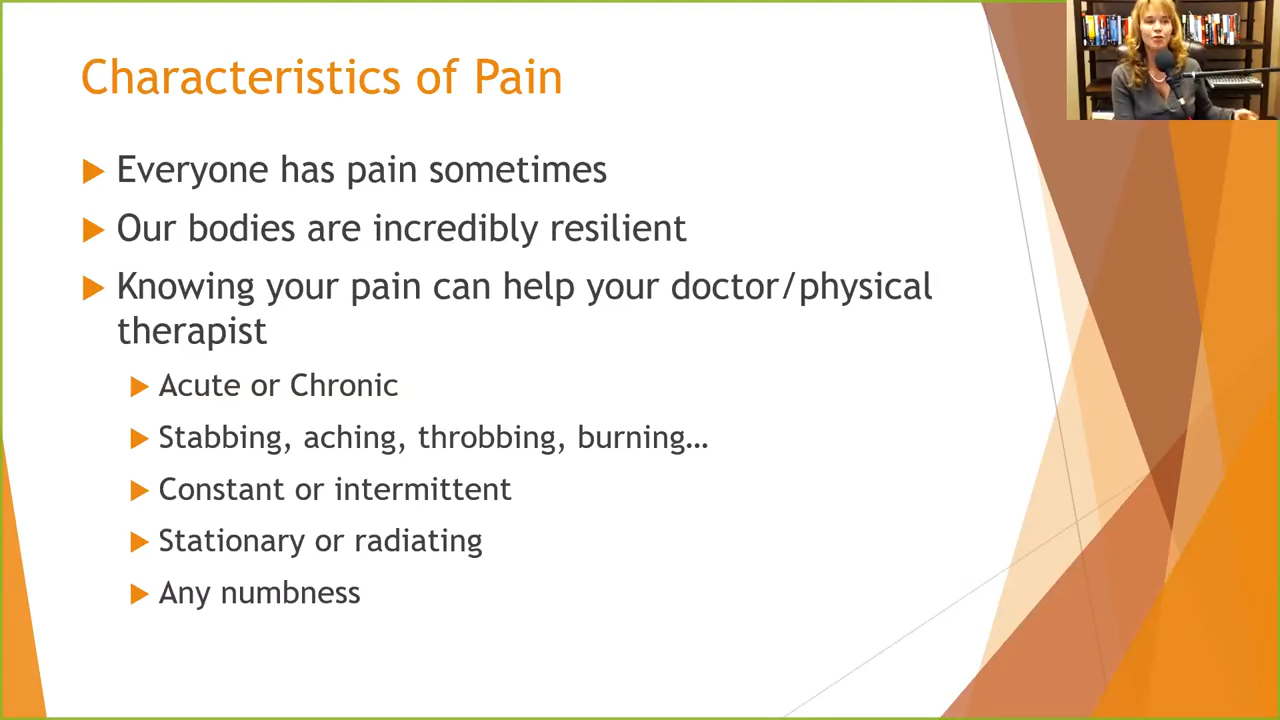 Characteristics of Pain
Everyone has pain sometimes
Our bodies are incredibly resilient
Knowing your pain can help your doctor/physical
therapist
Acute or Chronic
Stabbing, aching, throbbing, burning…
Constant or intermittent
Stationary or radiating
Any numbness